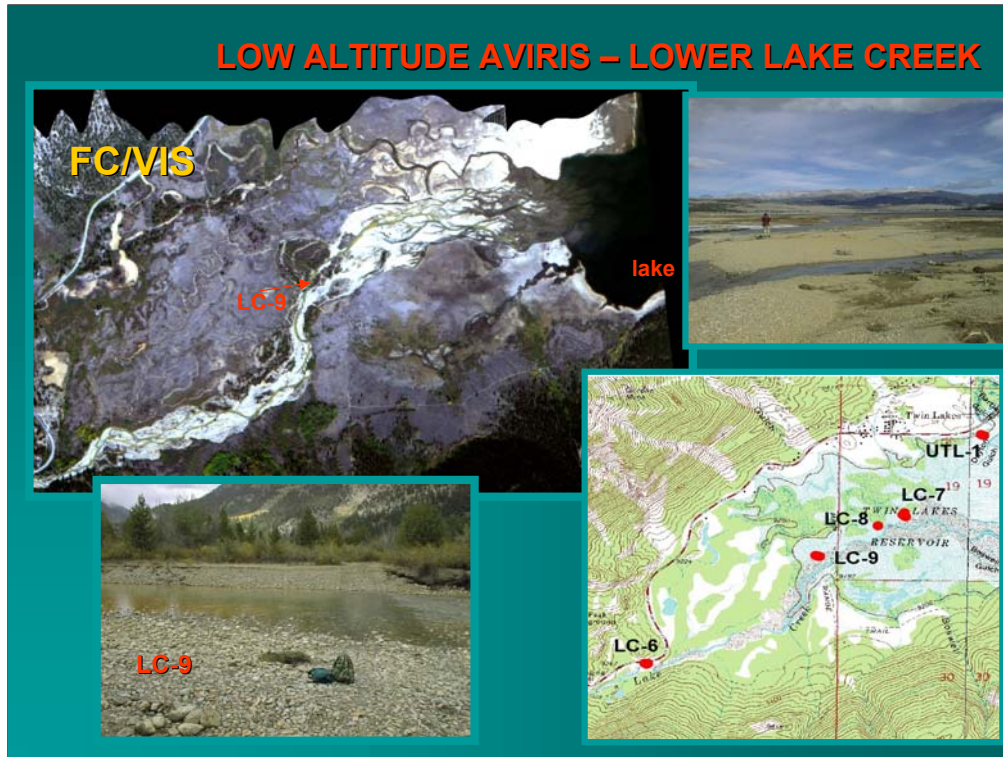 LOW ALTITUDE AVIRIS – LOWER LAKE CREEK
FC/VIS
lake
LC-9
LC-9
Twin Lakes
UTL-1
19 19
LC-7
TWIN LAKES
LC-8
RESERVOIR
LC-9
Creek
LC-6
Lake
30 30